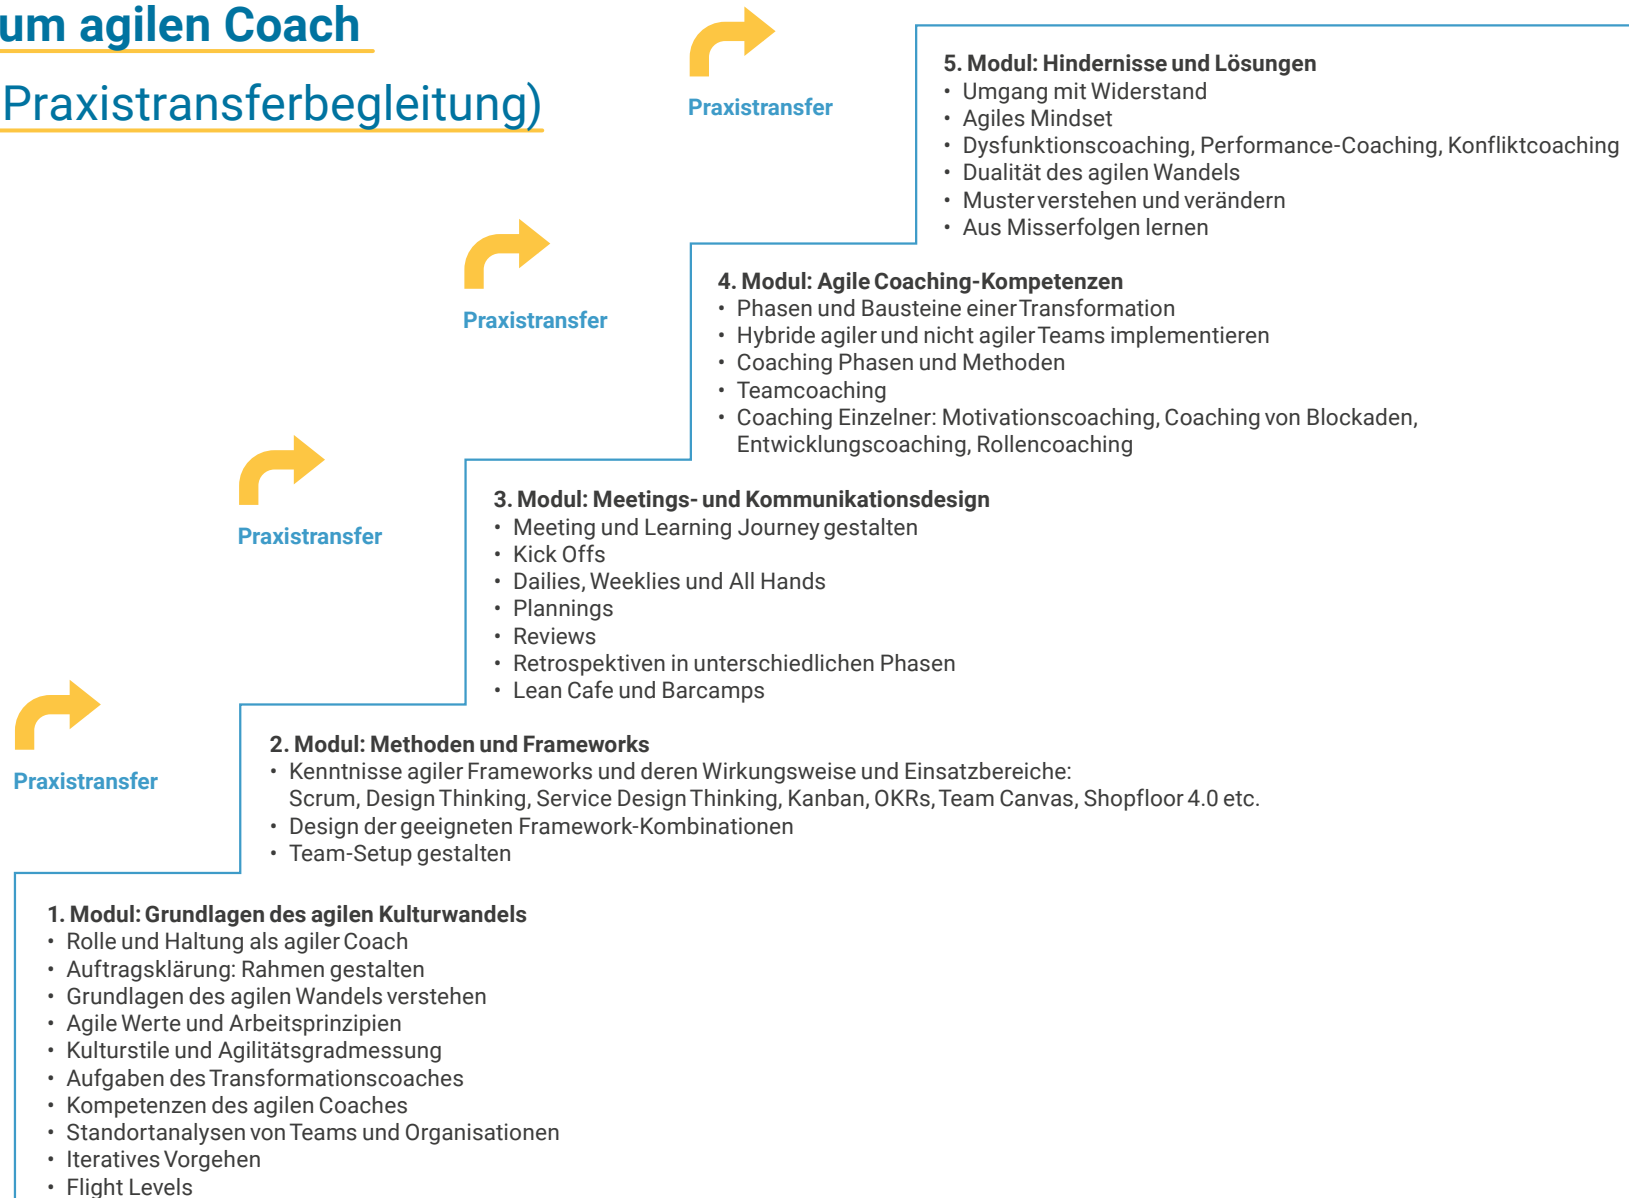 um agilen Coach
Praxistransferbegleitung)
Praxistransfer
5. Modul: Hindernisse und Lösungen
• Umgang mit Widerstand
• Agiles Mindset
• Dysfunktionscoaching, Performance-Coaching, Konfliktcoaching
• Dualität des agilen Wandels
• Muster verstehen und verändern
• Aus Misserfolgen lernen
Praxistransfer
4. Modul: Agile Coaching-Kompetenzen
• Phasen und Bausteine einer Transformation
• Hybride agiler und nicht agiler Teams implementieren
• Coaching Phasen und Methoden
• Teamcoaching
• Coaching Einzelner: Motivationscoaching, Coaching von Blockaden,
Entwicklungscoaching, Rollencoaching
Praxistransfer
3. Modul: Meetings- und Kommunikationsdesign
• Meeting und Learning Journey gestalten
• Kick Offs
• Dailies, Weeklies und All Hands
• Plannings
• Reviews
• Retrospektiven in unterschiedlichen Phasen
• Lean Cafe und Barcamps
Praxistransfer
2. Modul: Methoden und Frameworks
• Kenntnisse agiler Frameworks und deren Wirkungsweise und Einsatzbereiche:
Scrum, Design Thinking, Service Design Thinking, Kanban, OKRs, Team Canvas, Shopfloor 4.0 etc.
• Design der geeigneten Framework-Kombinationen
• Team-Setup gestalten
1. Modul: Grundlagen des agilen Kulturwandels
• Rolle und Haltung als agiler Coach
• Auftragsklärung: Rahmen gestalten
• Grundlagen des agilen Wandels verstehen
• Agile Werte und Arbeitsprinzipien
• Kulturstile und Agilitätsgradmessung
• Aufgaben des Transformationscoaches
• Kompetenzen des agilen Coaches
• Standortanalysen von Teams und Organisationen
• Iteratives Vorgehen
• Flight Levels